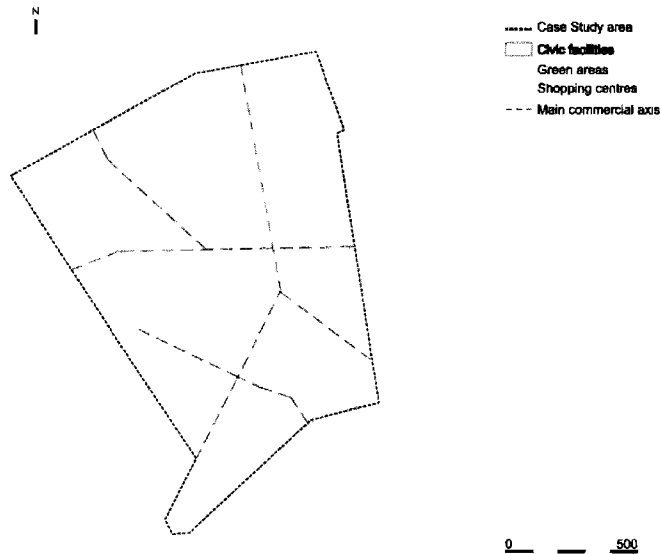 N
Case Study area
Civic facilities
Green areas
Shopping centres
Main commercial axis
0 500